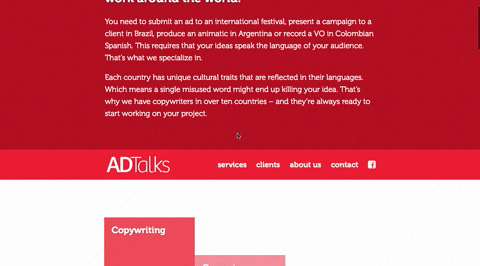 work around the world?
You need to submit an ad to an international festival, present a campaign to a
client in Brazil, produce an animatic in Argentina or record a VO in Colombian
Spanish. This requires that your ideas speak the language of your audience.
That's what we specialize in.
Each country has unique cultural traits that are reflected in their languages.
Which means a single misused word might end up killing your idea. That's
why we have copywriters in over ten countries – and they're always ready to
start working on your project.
ADTalks services clients about us contact
Copywriting